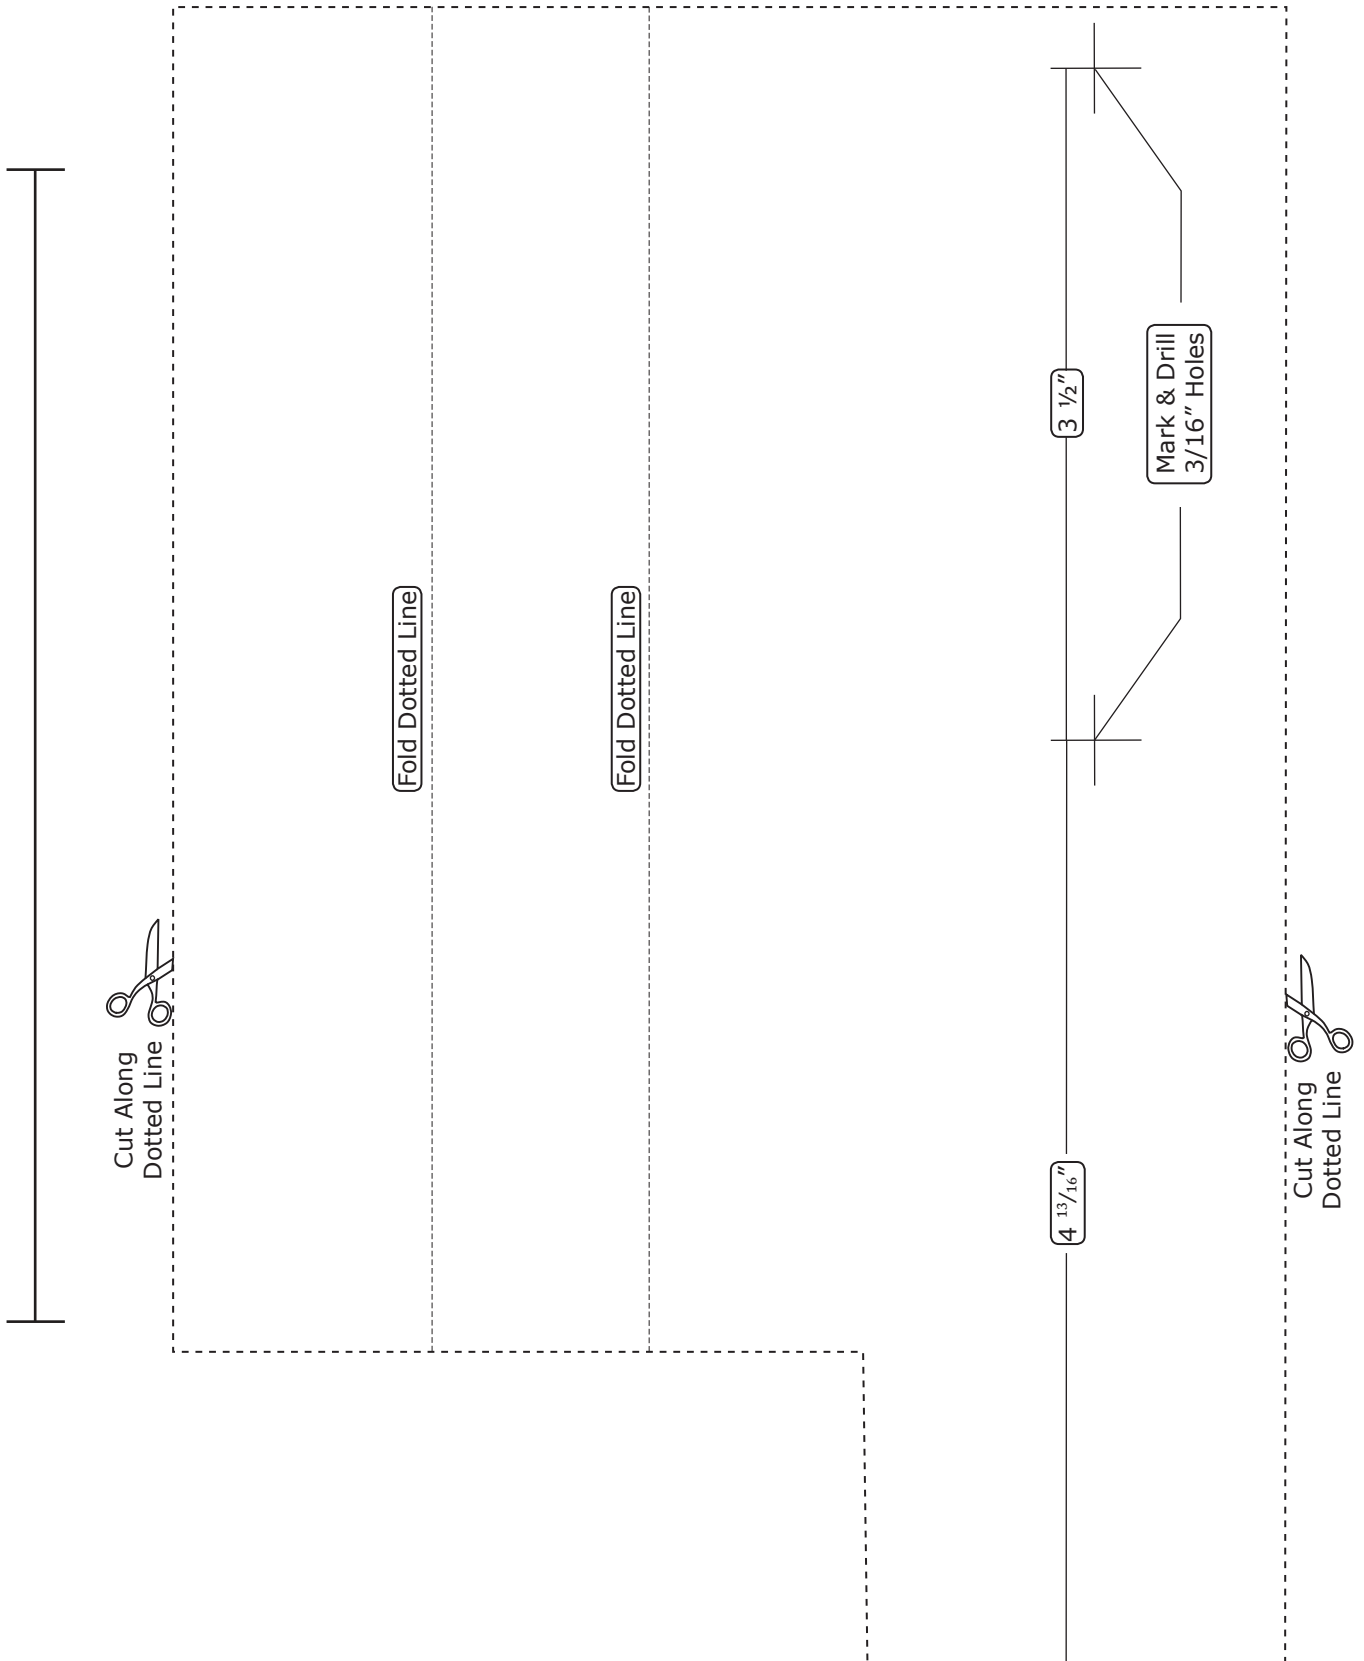 Cut Along
Dotted Line
Fold Dotted Line
Fold Dotted Line
3 ½"
4 13/16"
Mark & Drill
3/16" Holes
Cut Along
Dotted Line